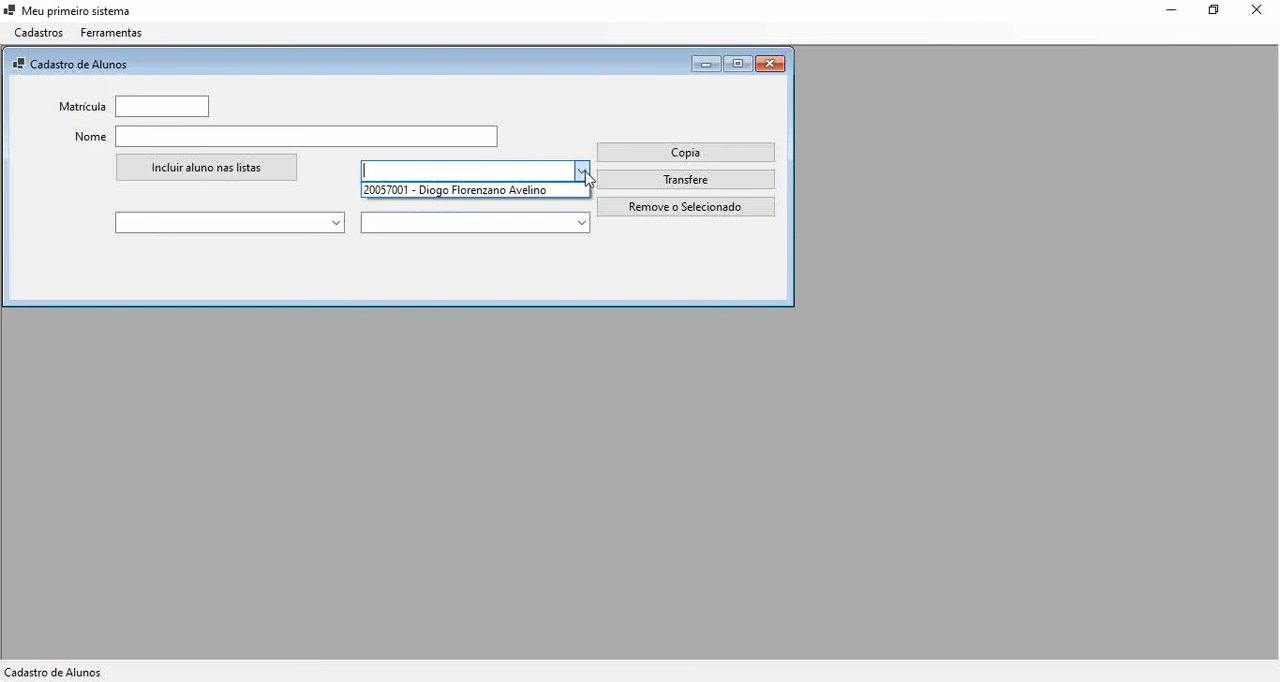 Meu primeiro sistema
Cadastros Ferramentas
Cadastro de Alunos
Matrícula
Nome
Incluir aluno nas listas
20057001 - Diogo Florenzano Avelino
Copia
Transfere
Remove o Selecionado
Cadastro de Alunos